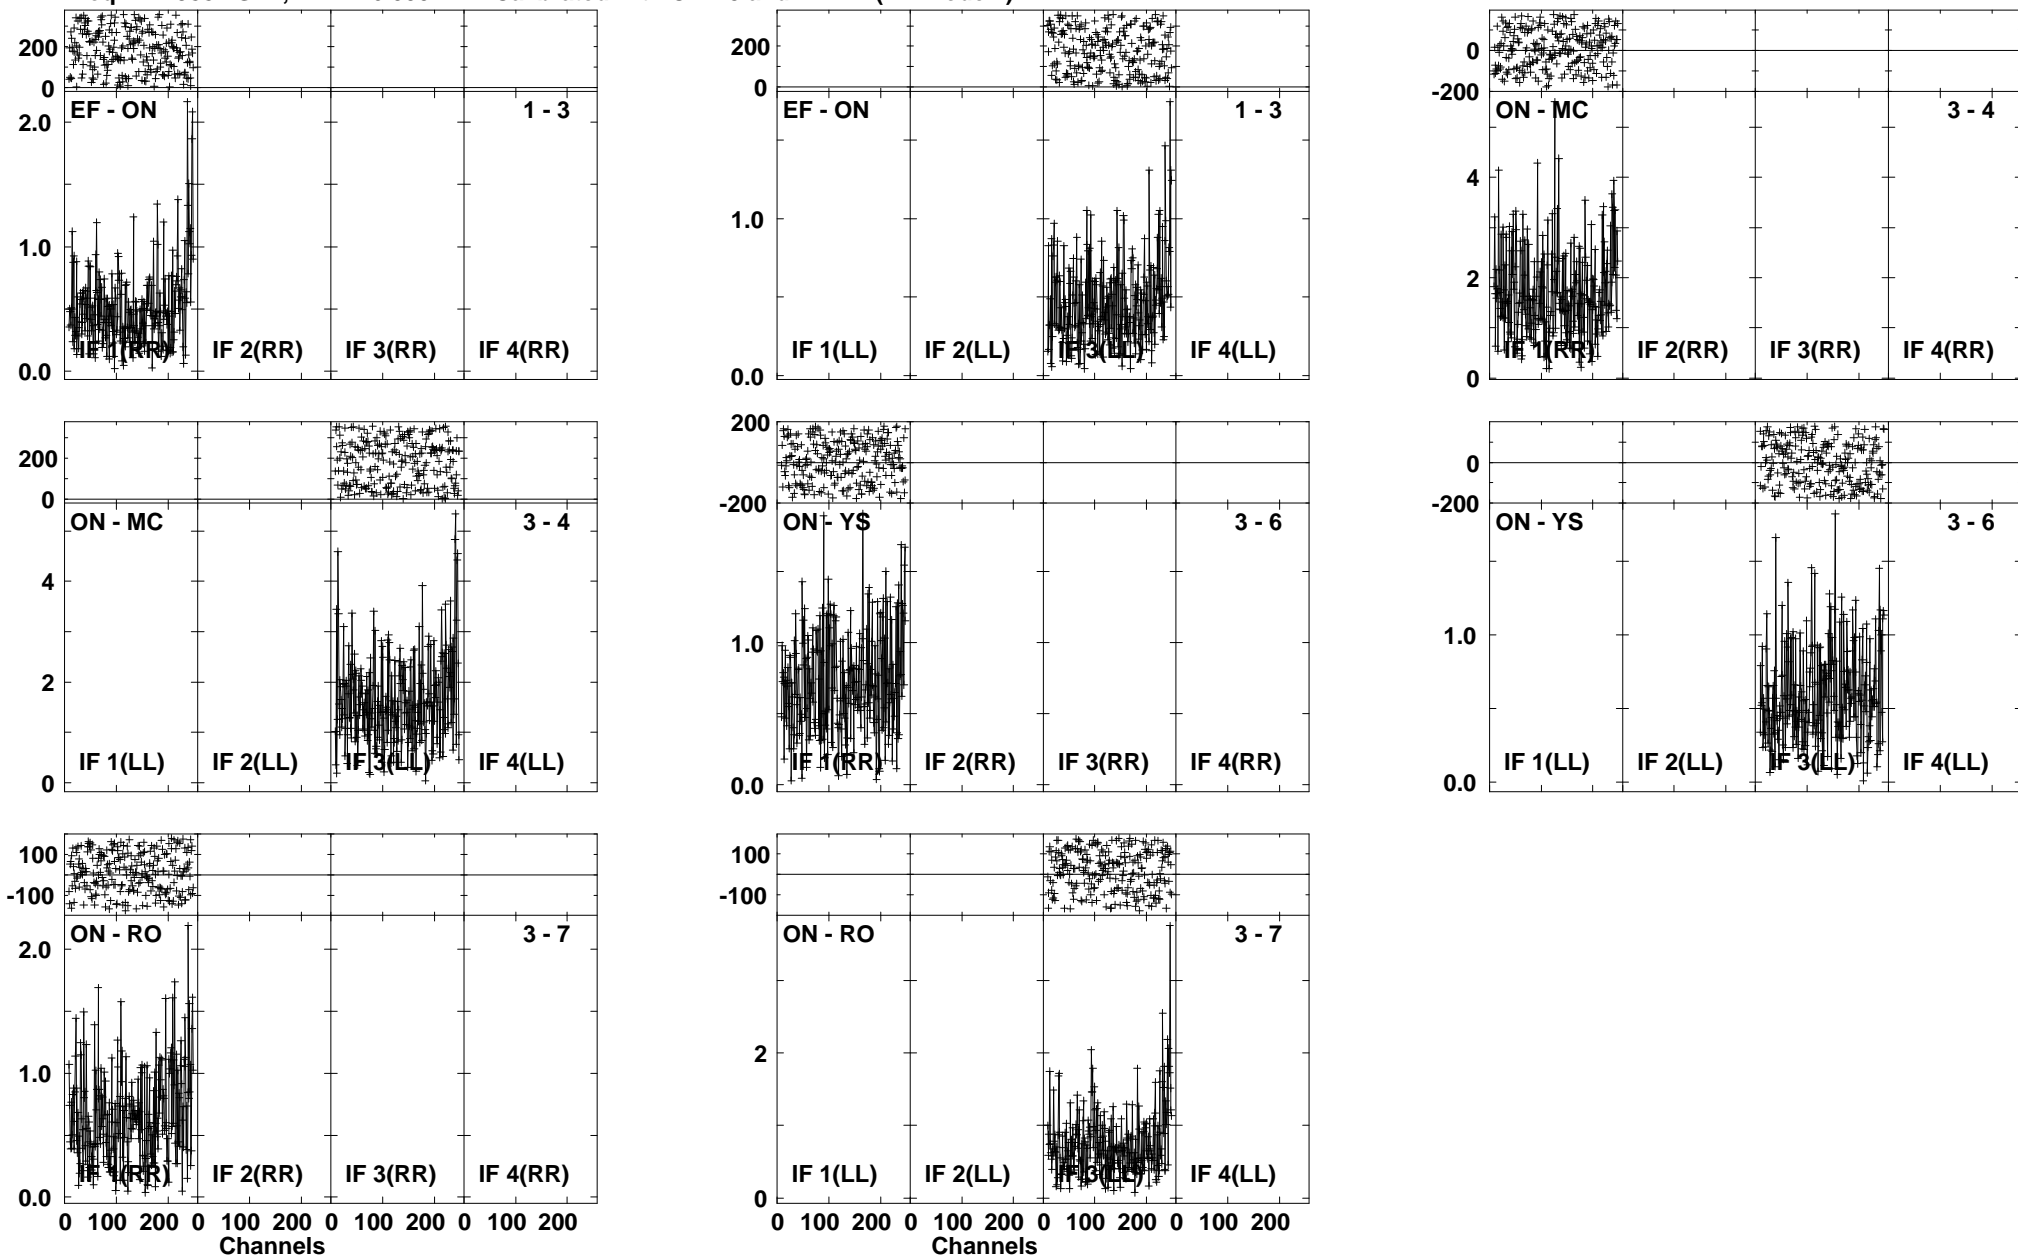 200
0
EF - ON 1 - 3
2.0
1.0
0.0
IF 1(RR) IF 2(RR) IF 3(RR) IF 4(RR)
200
0
EF - ON 1 - 3
1.0
0.0
IF 1(LL) IF 2(LL) IF 3(LL) IF 4(LL)
0
-200
ON - MC 3 - 4
4
2
0
IF 1(RR) IF 2(RR) IF 3(RR) IF 4(RR)
200
0
ON - MC 3 - 4
4
2
0
IF 1(LL) IF 2(LL) IF 3(LL) IF 4(LL)
200
-200
ON - YS 3 - 6
1.0
0.0
IF 1(RR) IF 2(RR) IF 3(RR) IF 4(RR)
0
-200
ON - YS 3 - 6
1.0
0.0
IF 1(LL) IF 2(LL) IF 3(LL) IF 4(LL)
100
-100
ON - RO 3 - 7
2.0
1.0
0.0
IF 1(RR) IF 2(RR) IF 3(RR) IF 4(RR)
0 100 200 0 100 200 0 100 200 0 100 200
Channels
100
-100
ON - RO 3 - 7
2
0
IF 1(LL) IF 2(LL) IF 3(LL) IF 4(LL)
0 100 200 0 100 200 0 100 200 0 100 200
Channels